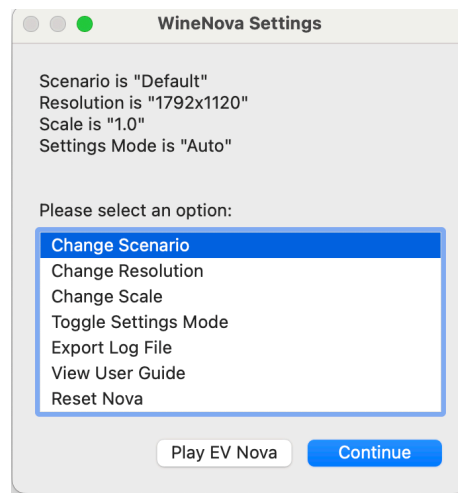 WineNova Settings
Scenario is "Default"
Resolution is "1792x1120"
Scale is "1.0"
Settings Mode is "Auto"
Please select an option:
Change Scenario
Change Resolution
Change Scale
Toggle Settings Mode
Export Log File
View User Guide
Reset Nova
Play EV Nova
Continue